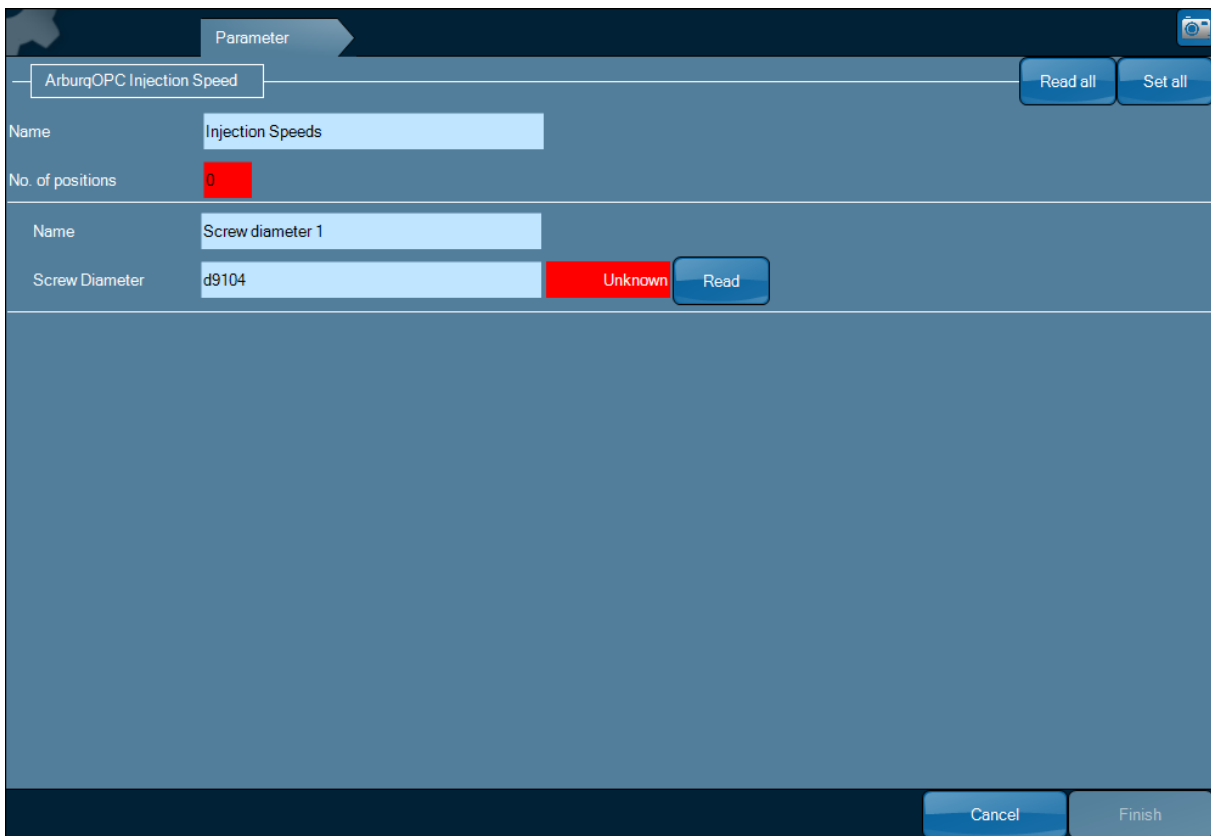 Parameter
ArburgOPC Injection Speed
Read all
Set all
Name
Injection Speeds
No. of positions
0
Name
Screw diameter 1
Screw Diameter
d9104
Unknown
Read
Cancel
Finish